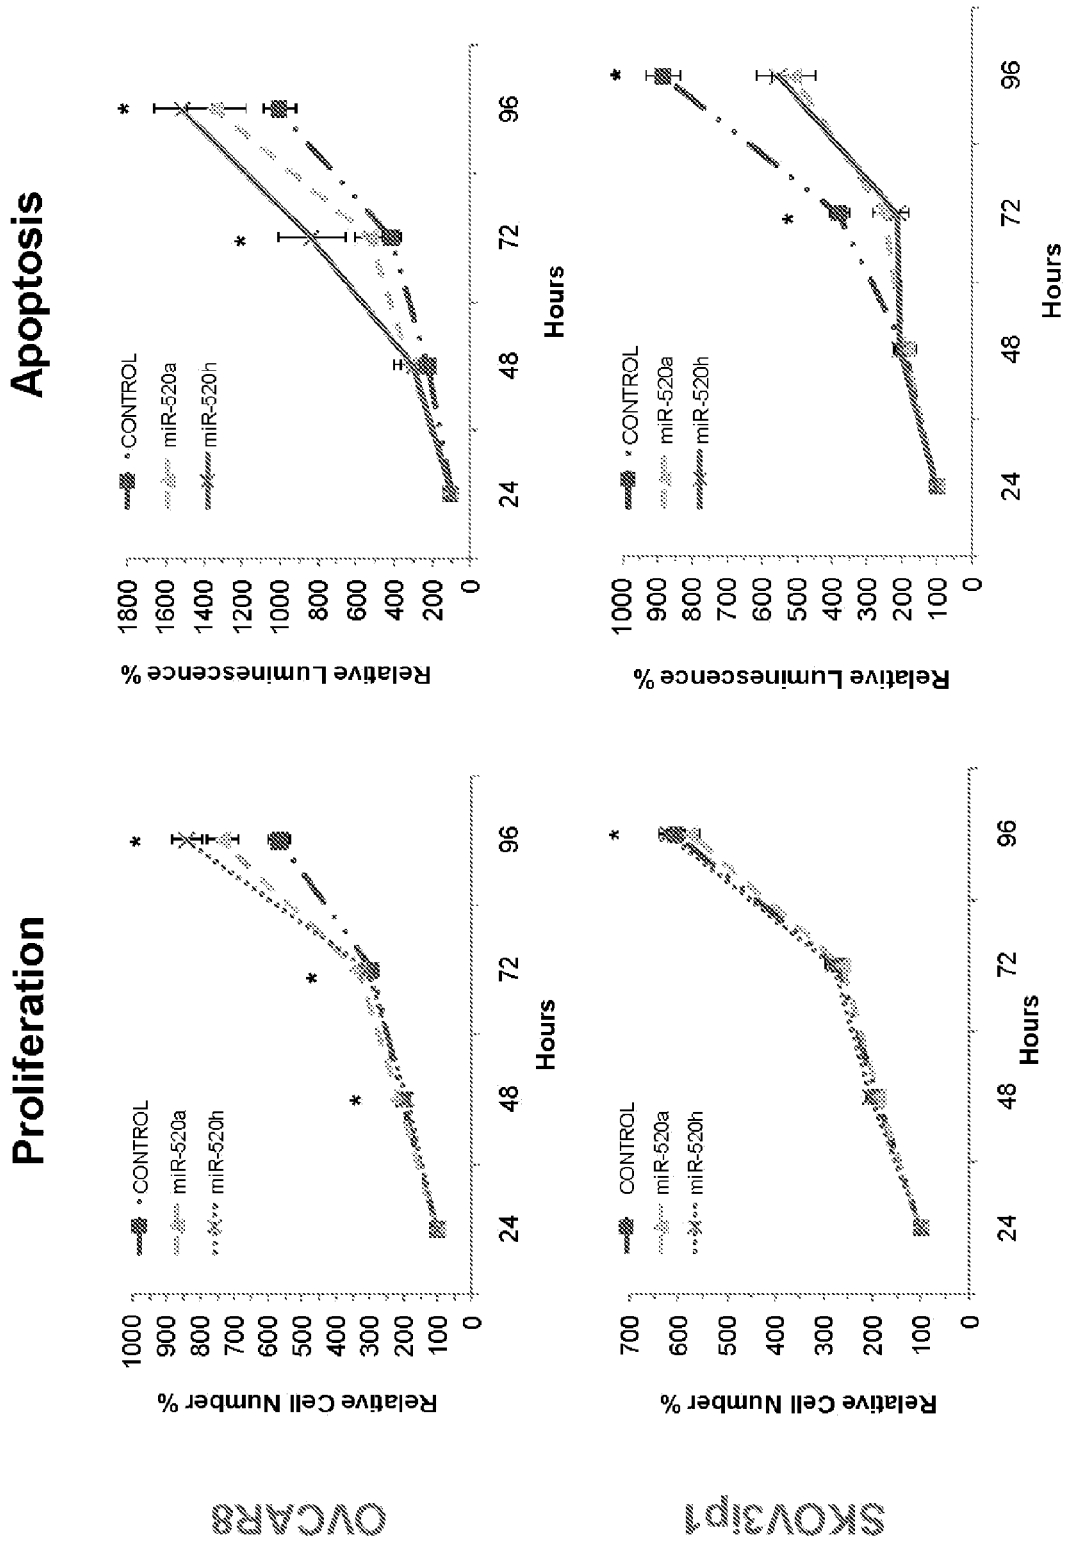 Proliferation
Apoptosis
OVCAR8
Relative Cell Number %
1000
900
800
700
600
500
400
300
200
100
0
CONTROL
miR-520a
miR-520h
*
*
*
24
48
72
96
Hours
Relative Luminescence %
1800
1600
1400
1200
1000
800
600
400
200
0
CONTROL
miR-520a
miR-520h
*
*
24
48
72
96
Hours
SKOV3ip1
Relative Cell Number %
700
600
500
400
300
200
100
0
CONTROL
miR-520a
miR-520h
*
24
48
72
96
Hours
Relative Luminescence %
1000
900
800
700
600
500
400
300
200
100
0
CONTROL
miR-520a
miR-520h
*
*
24
48
72
96
Hours